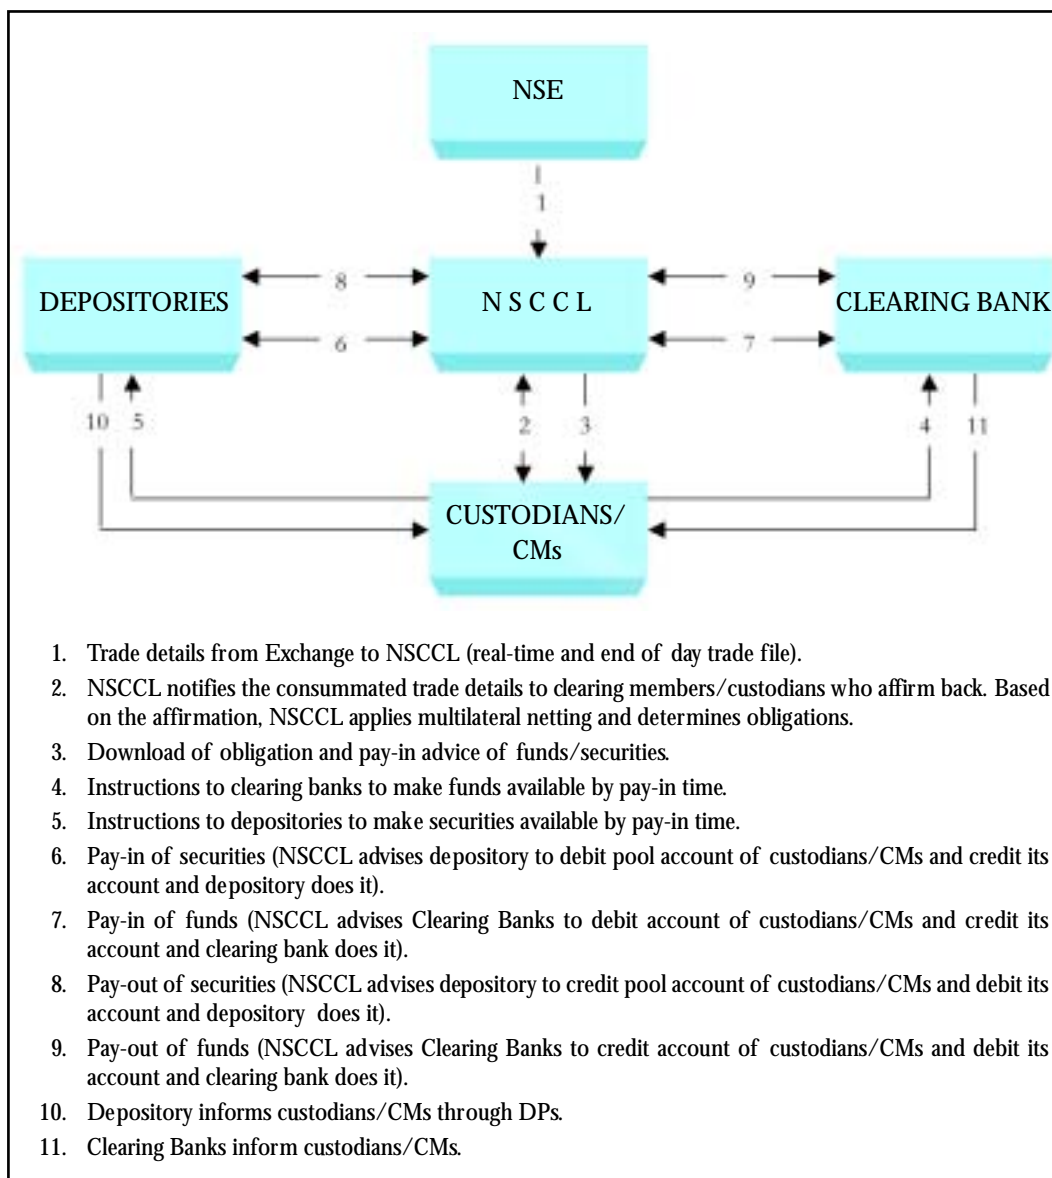 NSE
1
DEPOSITORIES
8
6
N S C C L
9
7
CLEARING BANK
10
5
2
3
4
11
CUSTODIANS/
CMs
1. Trade details from Exchange to NSCCL (real-time and end of day trade file).
2. NSCCL notifies the consummated trade details to clearing members/custodians who affirm back. Based
on the affirmation, NSCCL applies multilateral netting and determines obligations.
3. Download of obligation and pay-in advice of funds/securities.
4. Instructions to clearing banks to make funds available by pay-in time.
5. Instructions to depositories to make securities available by pay-in time.
6. Pay-in of securities (NSCCL advises depository to debit pool account of custodians/CMs and credit its
account and depository does it).
7. Pay-in of funds (NSCCL advises Clearing Banks to debit account of custodians/CMs and credit its
account and clearing bank does it).
8. Pay-out of securities (NSCCL advises depository to credit pool account of custodians/CMs and debit its
account and depository does it).
9. Pay-out of funds (NSCCL advises Clearing Banks to credit account of custodians/CMs and debit its
account and clearing bank does it).
10. Depository informs custodians/CMs through DPs.
11. Clearing Banks inform custodians/CMs.